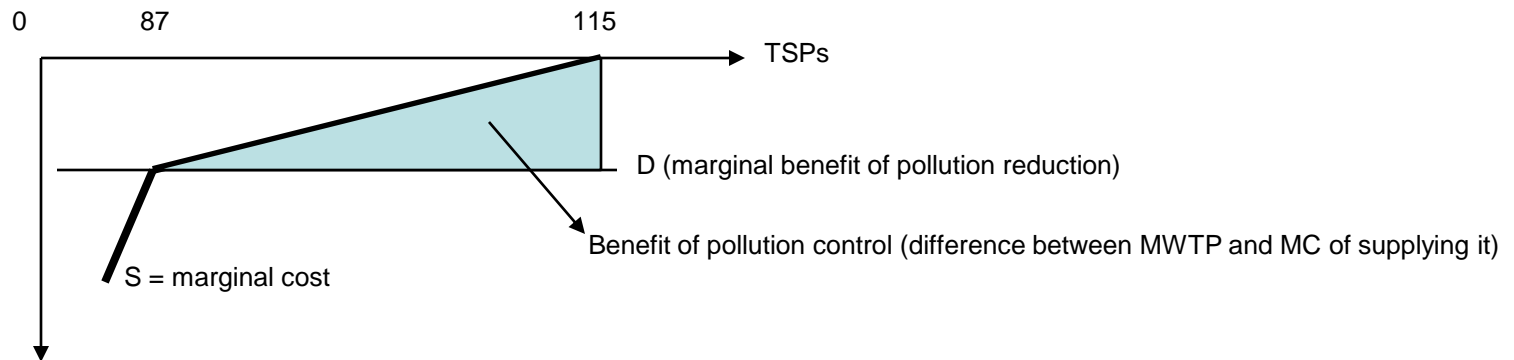 0 87 115
TSPs
D (marginal benefit of pollution reduction)
Benefit of pollution control (difference between MWTP and MC of supplying it)
S = marginal cost